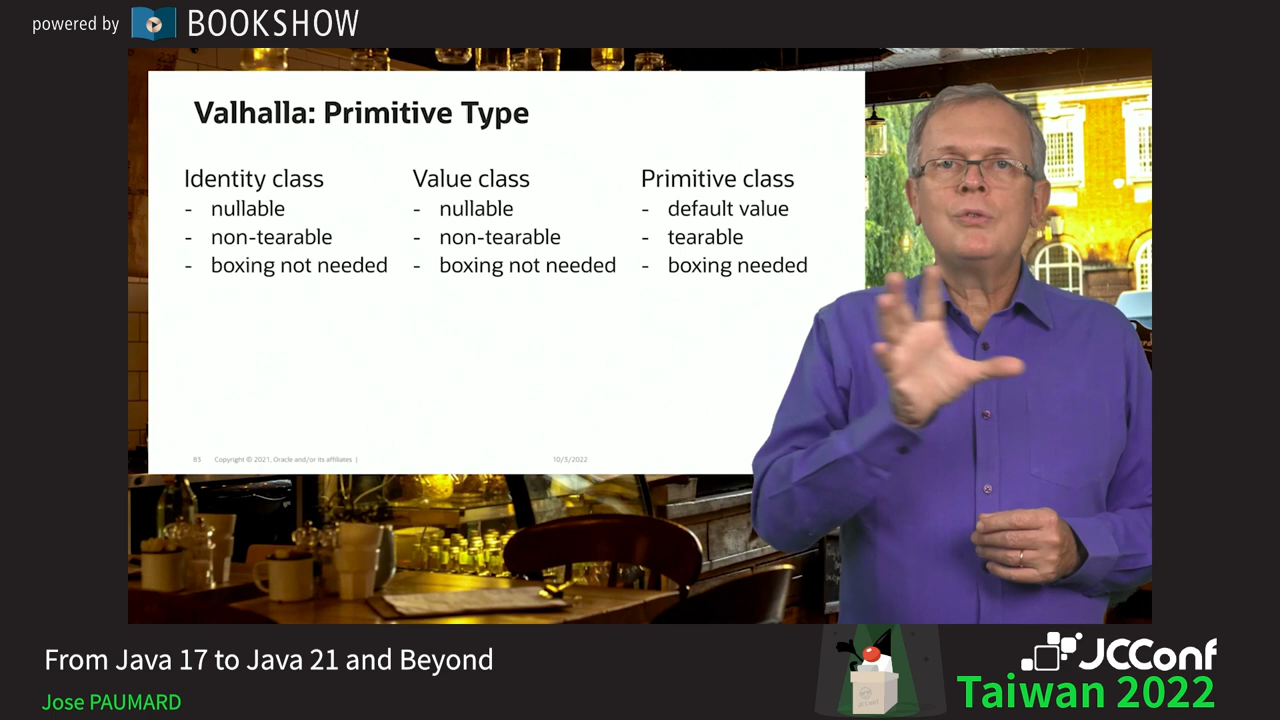 powered by BOOKSHOW
Valhalla: Primitive Type
Identity class
- nullable
- non-tearable
- boxing not needed
Value class
- nullable
- non-tearable
- boxing not needed
Primitive class
- default value
- tearable
- boxing needed
83 Copyright © 2021, Oracle and/or its affiliates |
10/3/2022
From Java 17 to Java 21 and Beyond
Jose PAUMARD
JCConf
Taiwan 2022